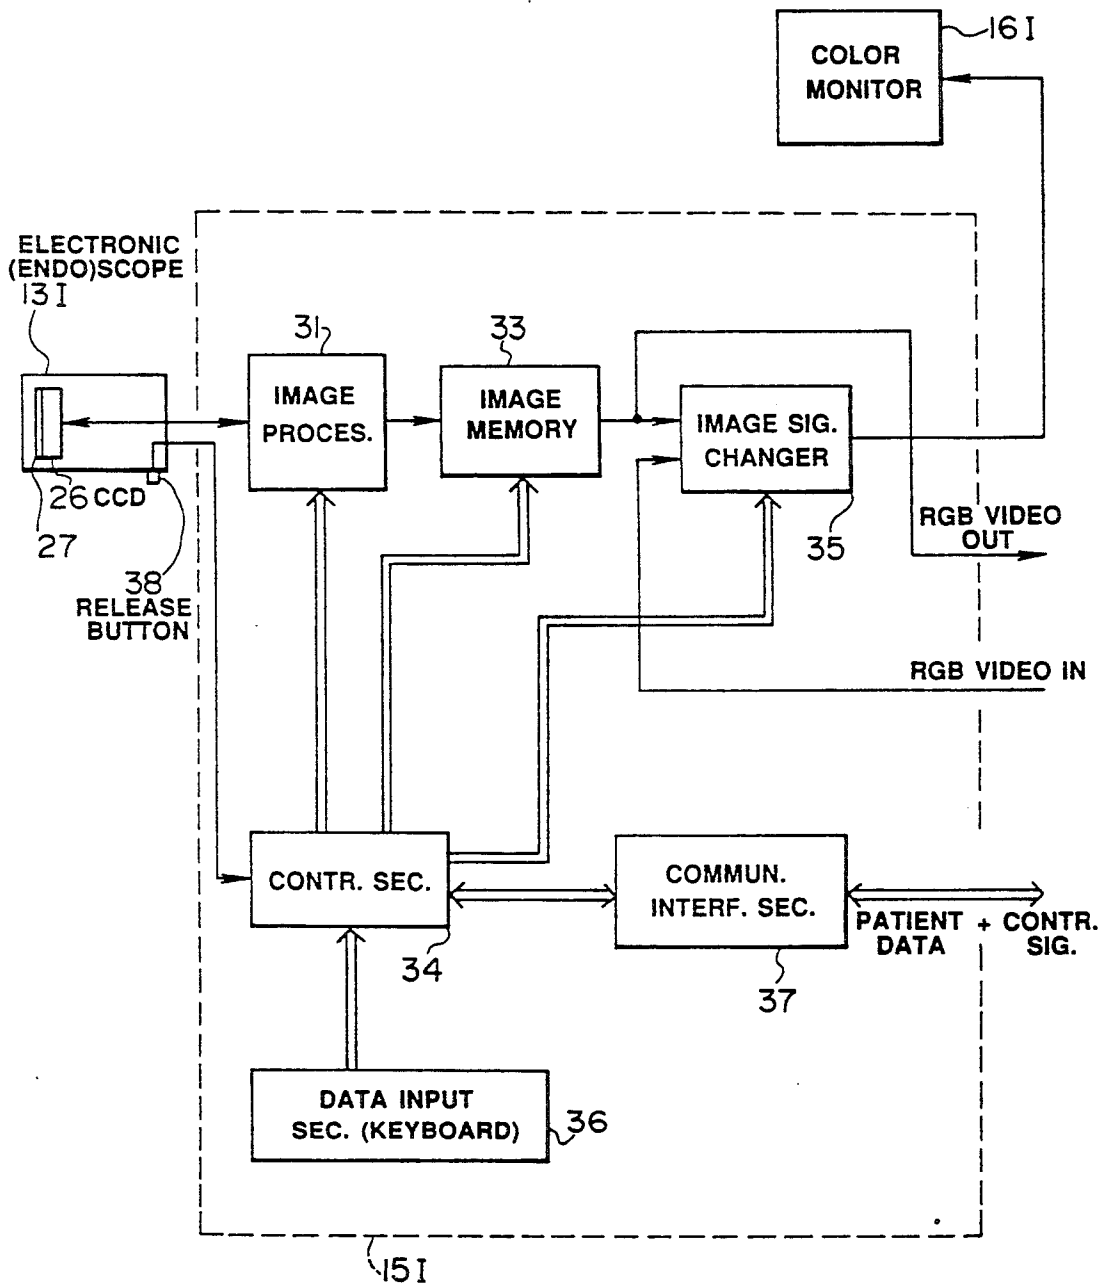 16I
COLOR
MONITOR
ELECTRONIC
(ENDO)SCOPE
13I
31
33
IMAGE
PROCES.
IMAGE
MEMORY
IMAGE SIG.
CHANGER
26 CCD
27
38
RELEASE
BUTTON
35
RGB VIDEO
OUT
RGB VIDEO IN
CONTR. SEC.
COMMUN.
INTERF. SEC.
PATIENT + CONTR.
DATA SIG.
34
37
DATA INPUT
SEC. (KEYBOARD)
36
15I